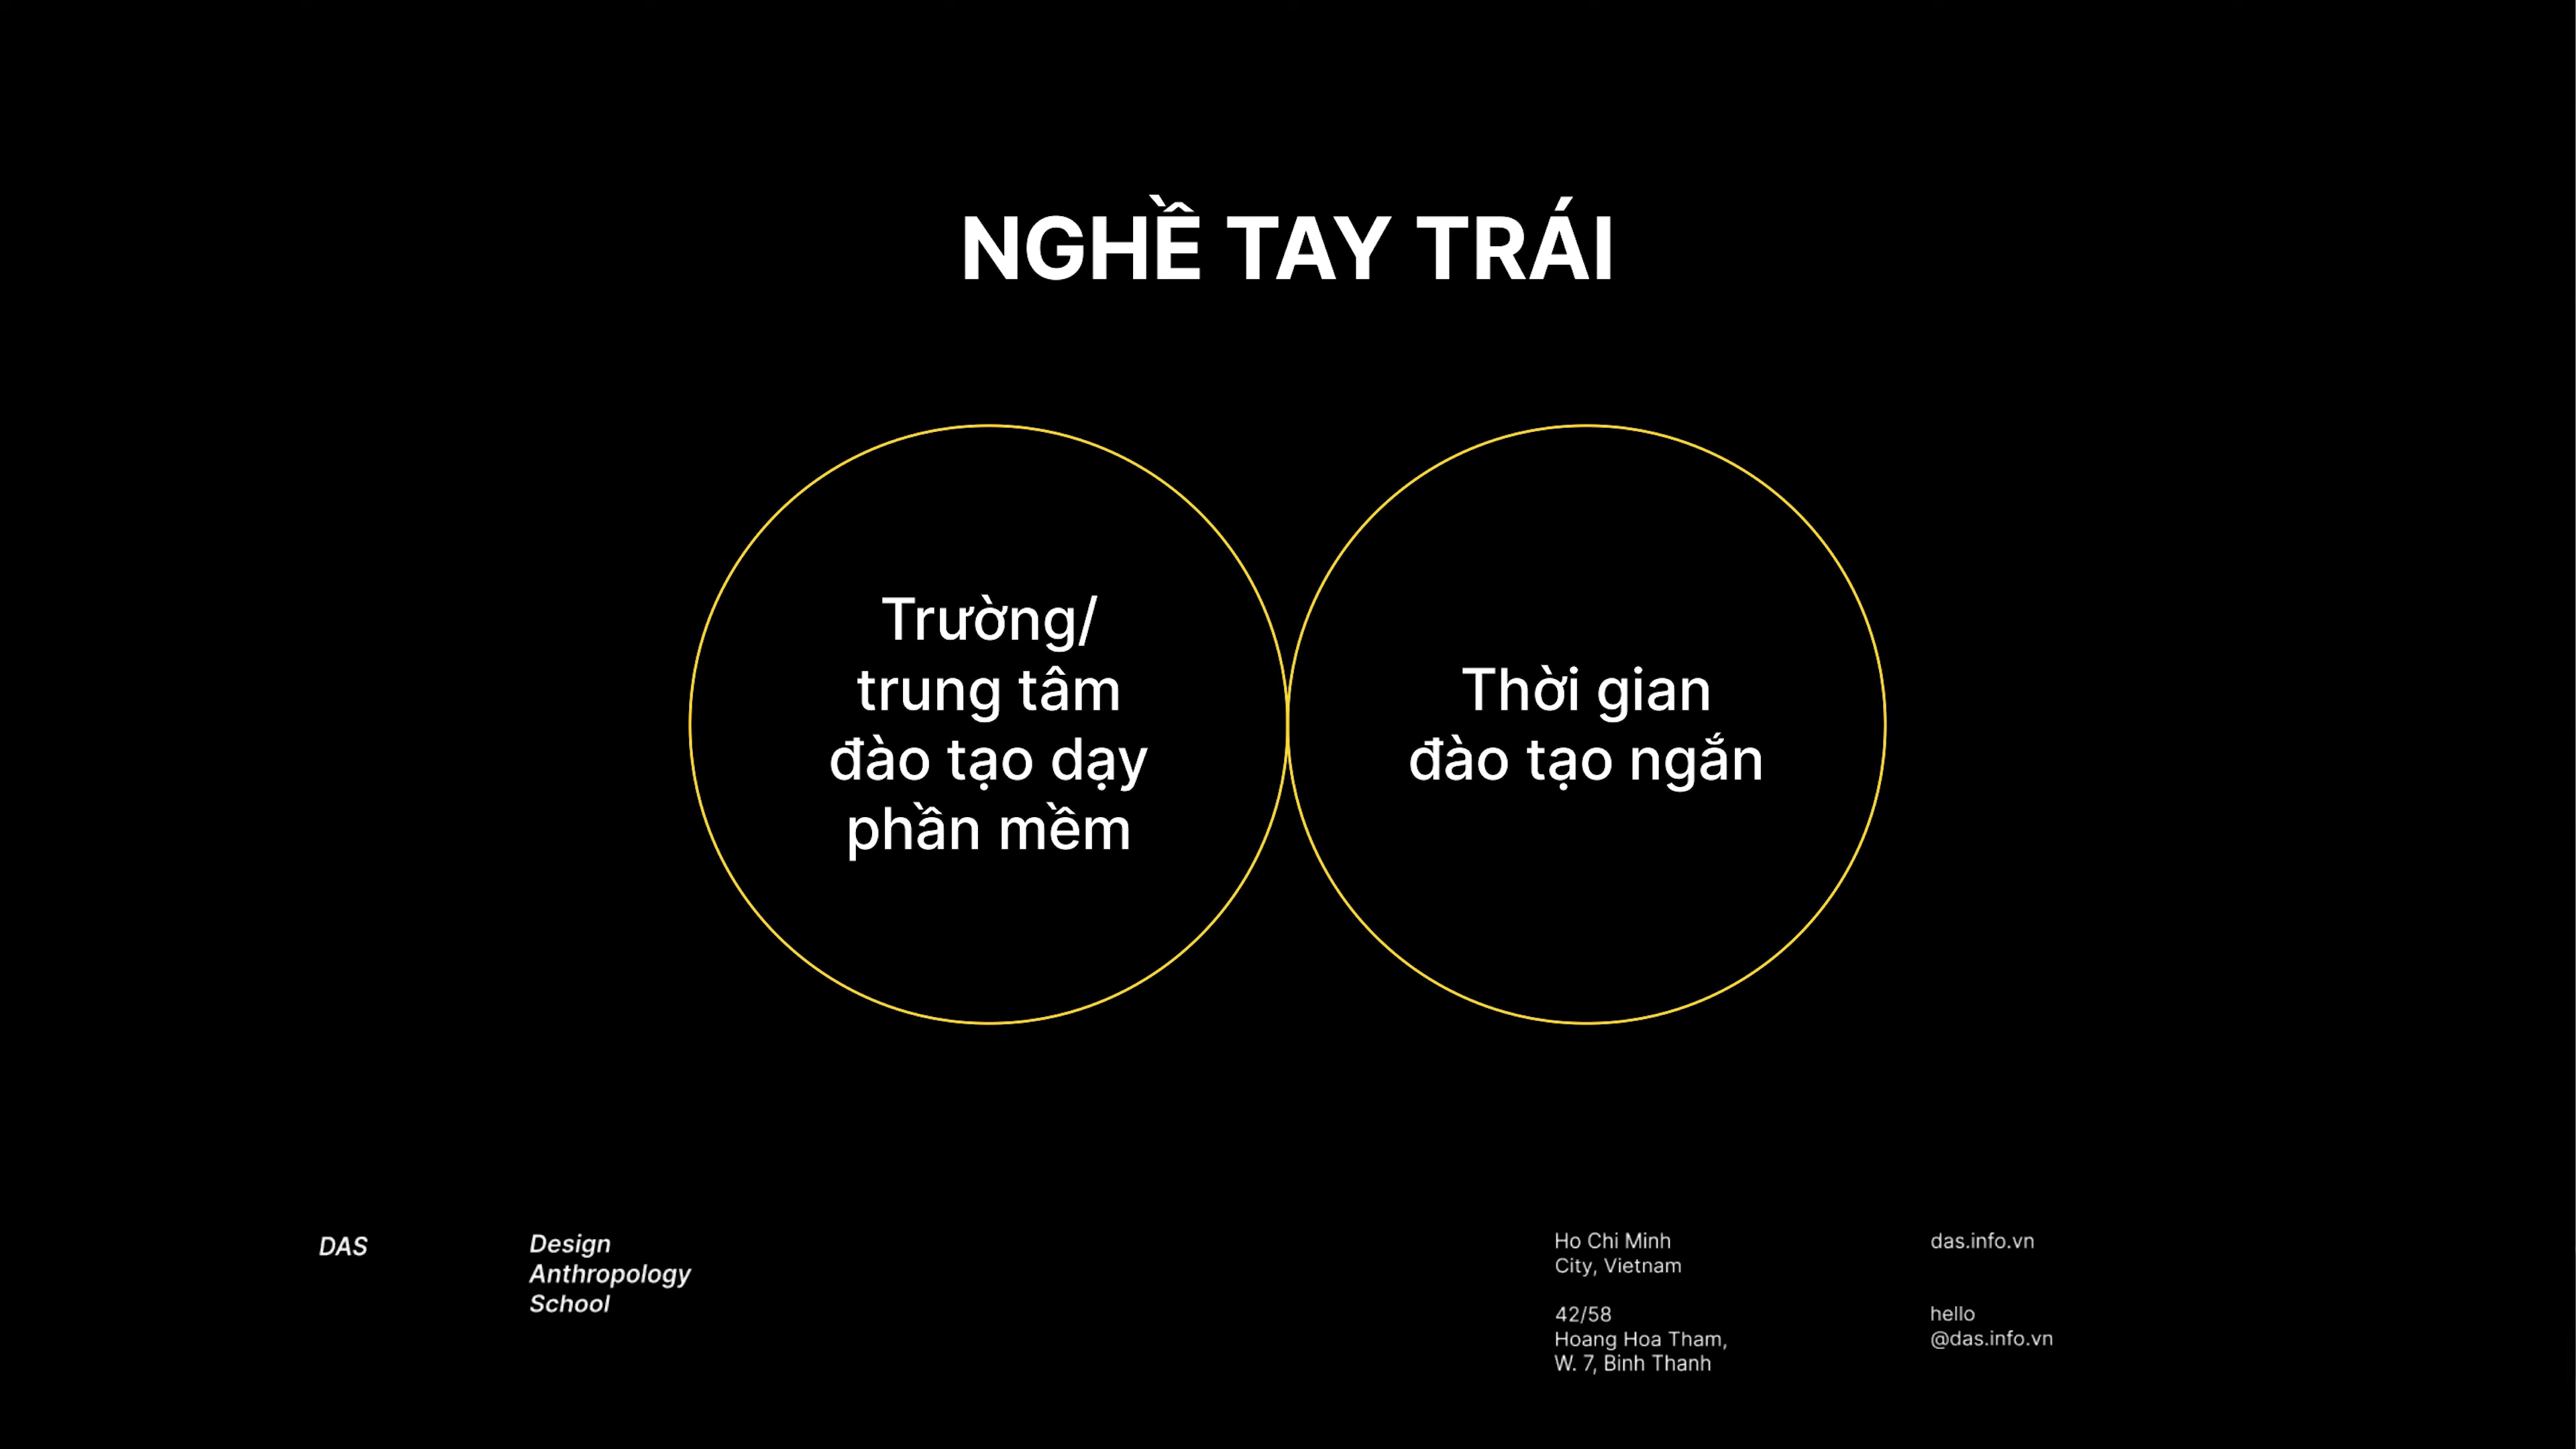 NGHỀ TAY TRÁI
Trường/
trung tâm
đào tạo dạy
phần mềm
Thời gian
đào tạo ngắn
DAS
Design
Anthropology
School
Ho Chi Minh
City, Vietnam
42/58
Hoang Hoa Tham,
W. 7, Binh Thanh
das.info.vn
hello
@das.info.vn